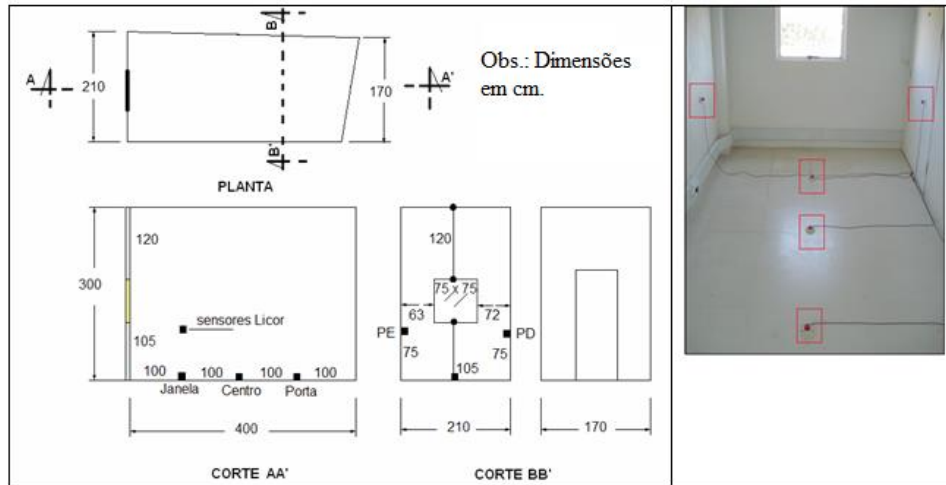 B
Obs.: Dimensões
em cm.
A
A'
210
170
B'
PLANTA
120
300
sensores Licor
105
100
100
100
100
Janela
Centro
Porta
400
CORTE AA'
120
75 x 75
63
72
PE
PD
75
75
105
210
170
CORTE BB'